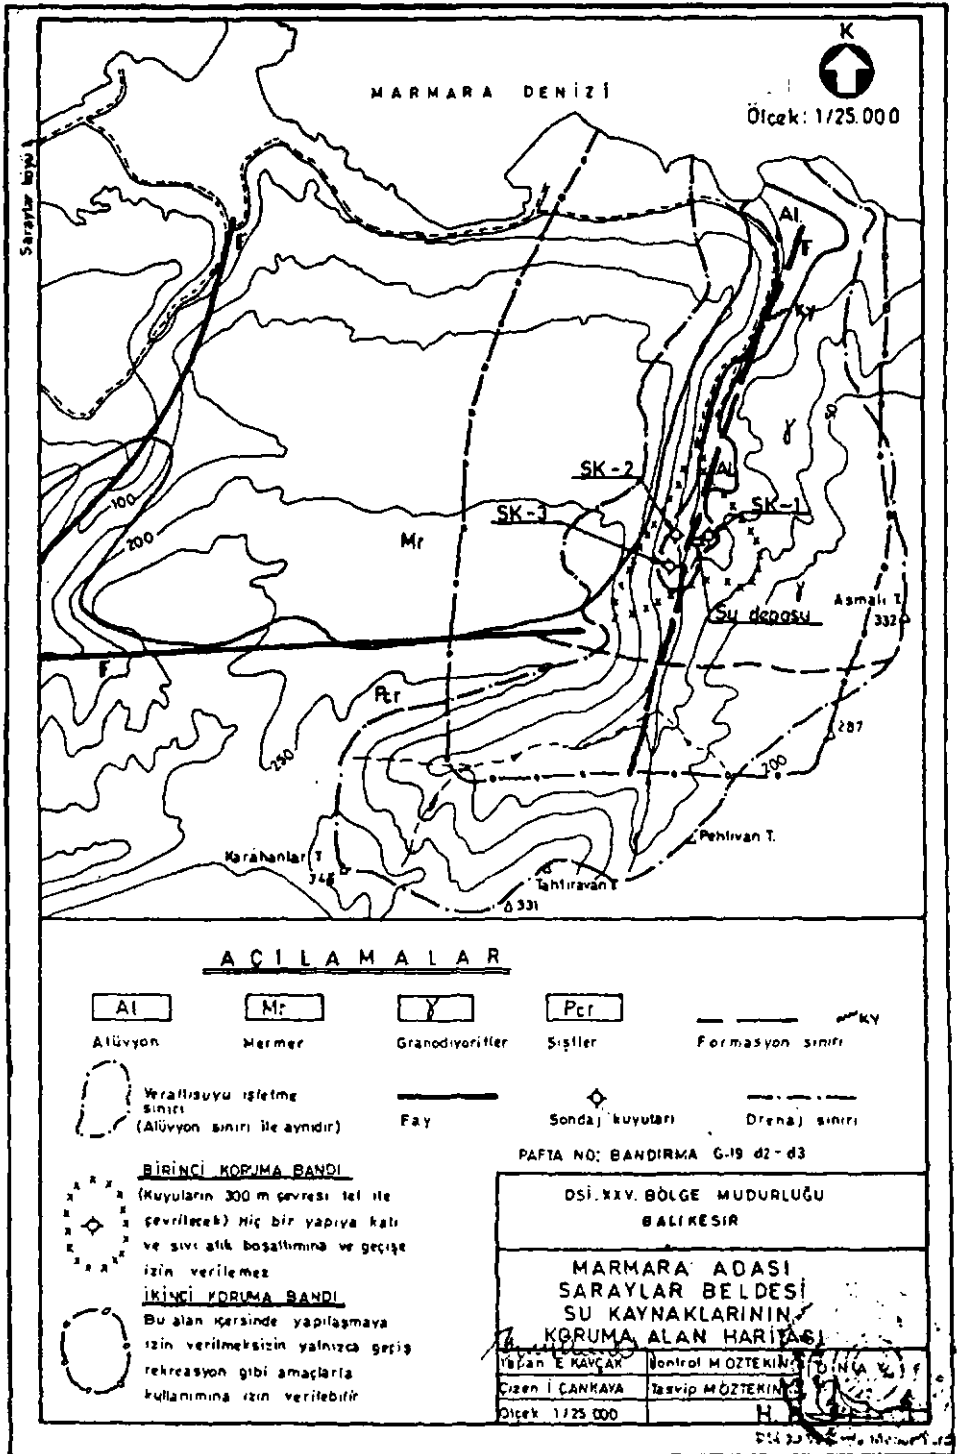 K
MARMARA DENİZİ
Ölçek: 1/25.000
Saraylar köyü
Al.
F
F
KY
50
γ
SK-2
Al
SK-1
SK-3
100
200
Mr
γ
Asmalı T.
332
Su deposu
F
Pcr
287
250
200
Pehlivan T.
Karahanlar T.
Tahtıravan T.
331
AÇILAMALAR
Al
Mr
γ
Pcr
KY
Alüvyon
Mermer
Granodiyoritler
Şistler
Formasyon sınırı
Yeraltısuyu işletme
sınırı
(Alüvyon sınırı ile aynıdır)
Fay
Sondaj kuyuları
Drenaj sınırı
PAFTA NO: BANDIRMA G-19 d2-d3
BİRİNCİ KORUMA BANDI
(Kuyuların 300 m çevresi tel ile
çevrilecek) Hiç bir yapıya katı
ve sıvı atık boşaltımına ve geçişe
izin verilemez
İKİNCİ KORUMA BANDI
Bu alan içersinde yapılaşmaya
izin verilmeksizin yalnızca geçiş
rekreasyon gibi amaçlarla
kullanımına izin verilebilir
DSİ. XXV. BÖLGE MÜDÜRLÜĞÜ
BALIKESİR
MARMARA ADASI
SARAYLAR BELDESİ
SU KAYNAKLARININ
KORUMA ALAN HARİTASI
Yapan E KAVÇAK
Kontrol M ÖZTEKİN
Çizen İ ÇANKAYA
Tasvip M ÖZTEKİN
Ölçek 1/25 000